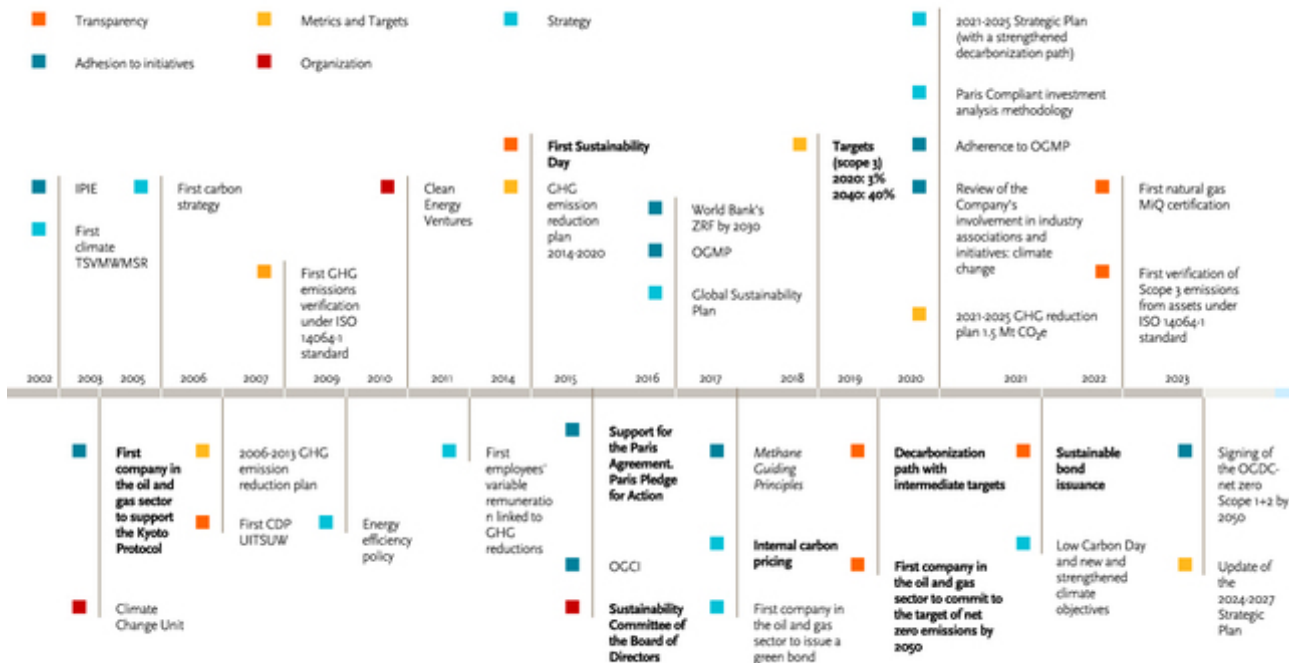 Transparency
Metrics and Targets
Strategy
Adhesion to initiatives
Organization
IPIE
First
climate
TSVMWMSR
First carbon
strategy
First GHG
emissions
verification
under ISO
14064-1
standard
Clean
Energy
Ventures
First Sustainability
Day
GHG
emission
reduction
plan
2014-2020
World Bank's
ZRF by 2030
OGMP
Global Sustainability
Plan
Targets
(scope 3)
2020: 3%
2040: 40%
2021-2025 Strategic Plan
(with a strengthened
decarbonization path)
Paris Compliant investment
analysis methodology
Adherence to OGMP
Review of the
Company's
involvement in industry
associations and
initiatives: climate
change
2021-2025 GHG reduction
plan 1.5 Mt CO₂e
First natural gas
MiQ certification
First verification of
Scope 3 emissions
from assets under
ISO 14064-1
standard
2002 2003 2005 2006 2007 2009 2010 2011 2014 2015 2016 2017 2018 2019 2020 2021 2022 2023
First
company in
the oil and
gas sector
to support
the Kyoto
Protocol
Climate
Change Unit
2006-2013 GHG
emission
reduction plan
First CDP
UITSUW
Energy
efficiency
policy
First
employees'
variable
remuneratio
n linked to
GHG
reductions
Support for
the Paris
Agreement.
Paris Pledge
for Action
OGCI
Sustainability
Committee of
the Board of
Directors
Methane
Guiding
Principles
Internal carbon
pricing
First company in
the oil and gas
sector to issue a
green bond
Decarbonization
path with
intermediate targets
First company in
the oil and gas
sector to commit to
the target of net
zero emissions by
2050
Sustainable
bond
issuance
Low Carbon Day
and new and
strengthened
climate
objectives
Signing of
the OGDC-
net zero
Scope 1+2 by
2050
Update of
the
2024-2027
Strategic
Plan